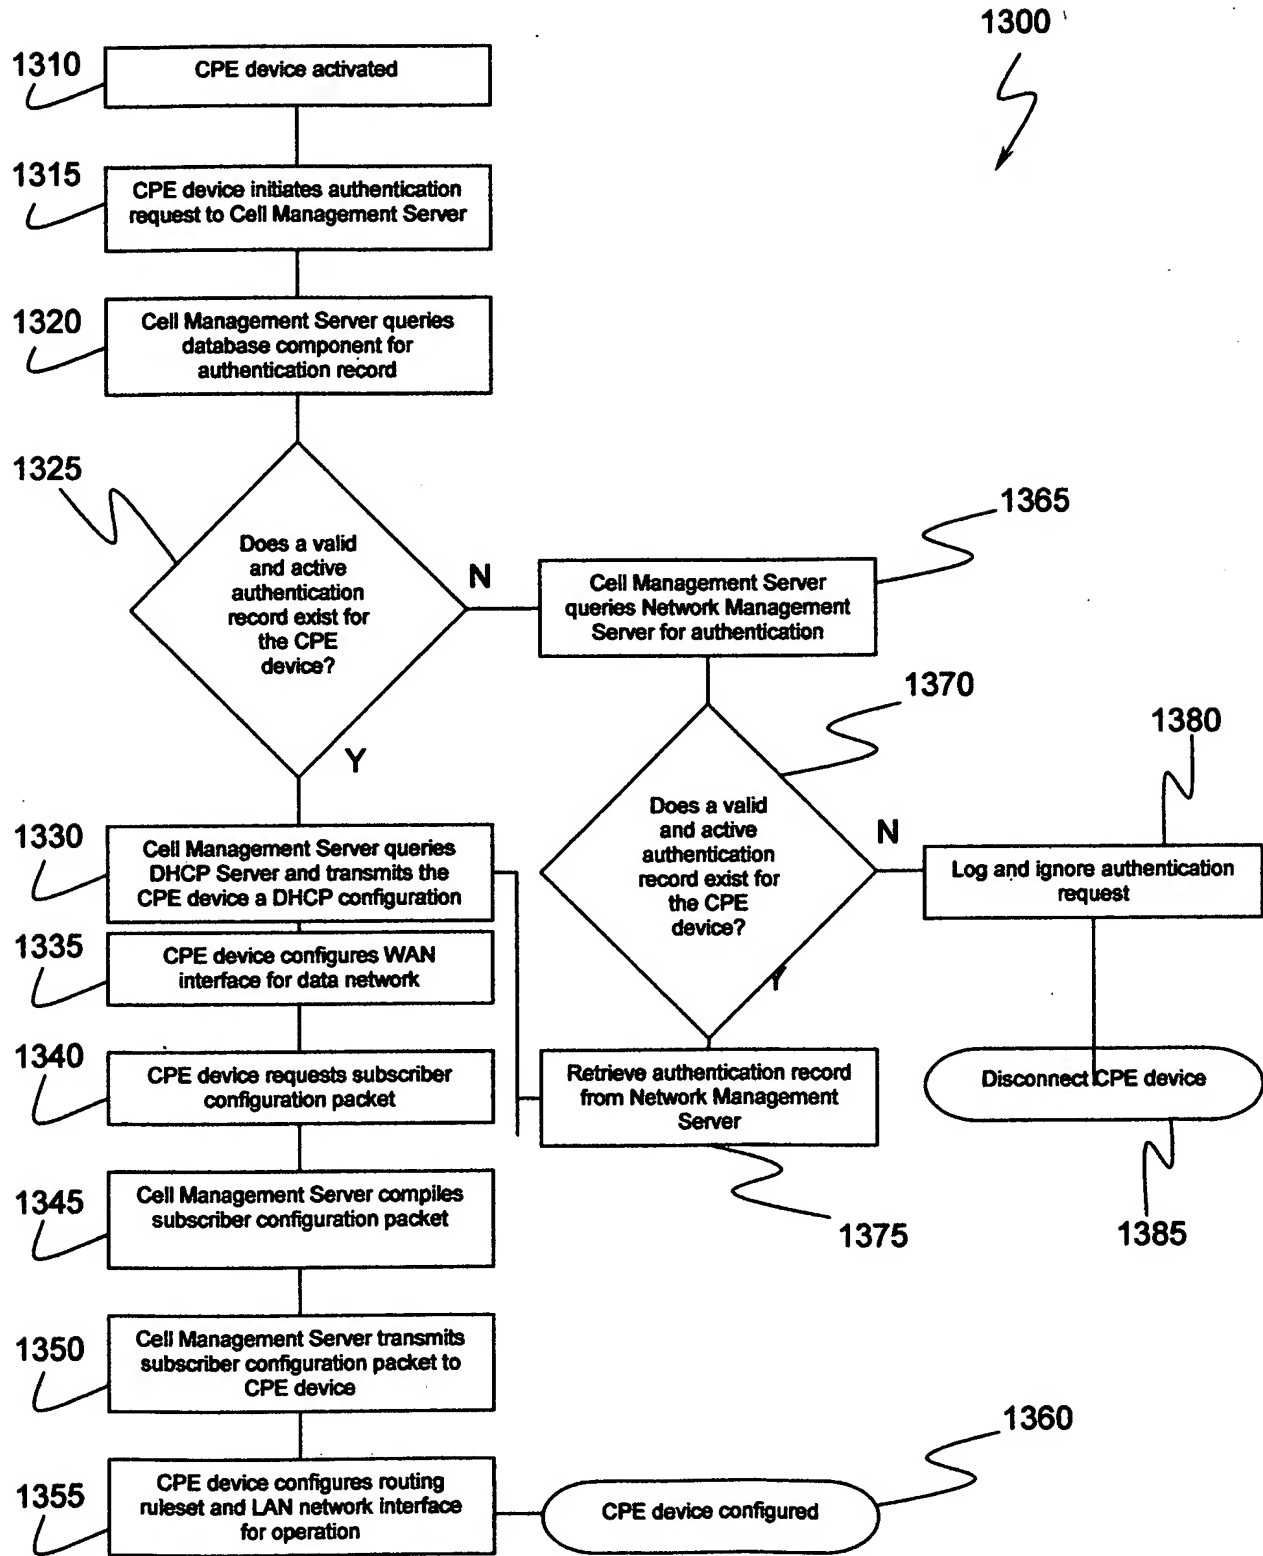 1300
1310
CPE device activated
1315
CPE device initiates authentication
request to Cell Management Server
1320
Cell Management Server queries
database component for
authentication record
1325
Does a valid
and active
authentication
record exist for
the CPE
device?
N
Y
1365
Cell Management Server
queries Network Management
Server for authentication
1370
Does a valid
and active
authentication
record exist for
the CPE
device?
N
Y
1380
Log and ignore authentication
request
Disconnect CPE device
1385
1330
Cell Management Server queries
DHCP Server and transmits the
CPE device a DHCP configuration
1335
CPE device configures WAN
interface for data network
1340
CPE device requests subscriber
configuration packet
Retrieve authentication record
from Network Management
Server
1375
1345
Cell Management Server compiles
subscriber configuration packet
1350
Cell Management Server transmits
subscriber configuration packet to
CPE device
1355
CPE device configures routing
ruleset and LAN network interface
for operation
1360
CPE device configured